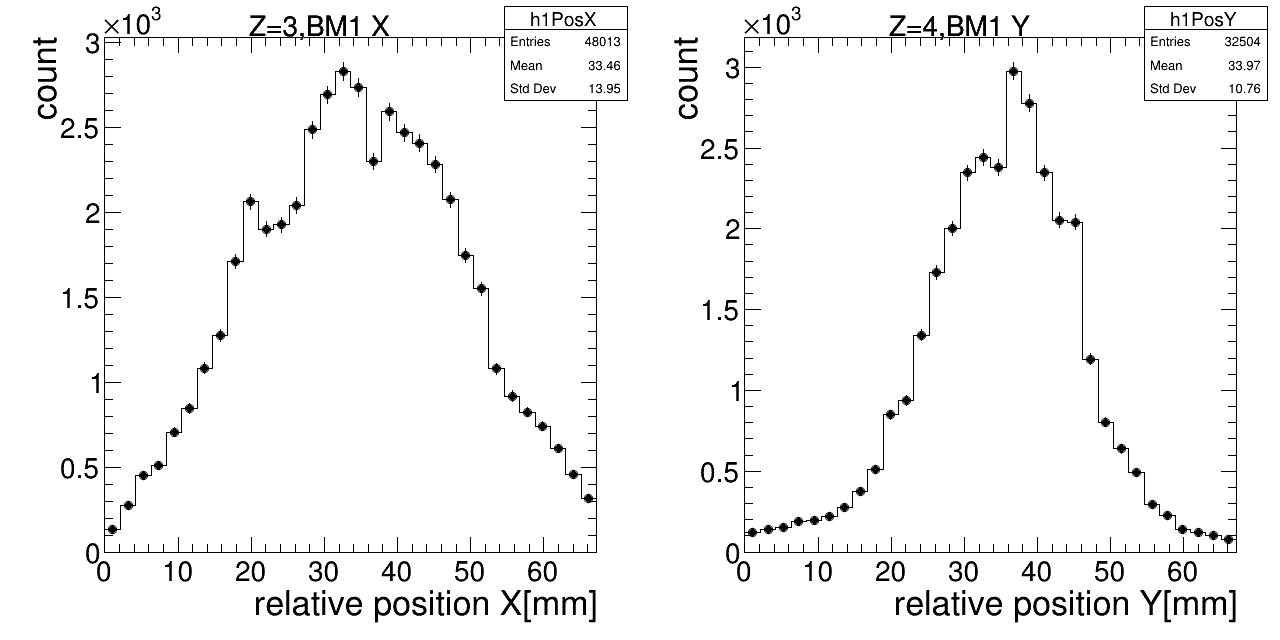 ×10³
Z=3,BM1 X
h1PosX
Entries 48013
Mean 33.46
Std Dev 13.95
count
3
2.5
2
1.5
1
0.5
0
0 10 20 30 40 50 60
relative position X[mm]
×10³
Z=4,BM1 Y
h1PosY
Entries 32504
Mean 33.97
Std Dev 10.76
count
3
2.5
2
1.5
1
0.5
0
0 10 20 30 40 50 60
relative position Y[mm]